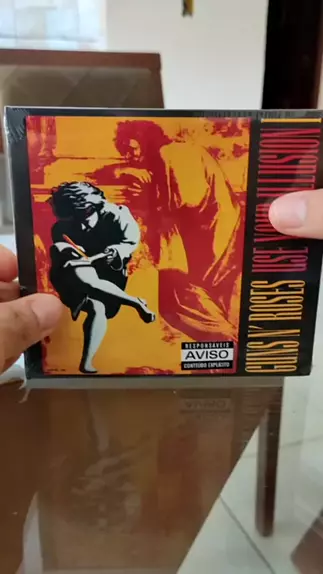 GUNS N' ROSES USE YOUR ILLUSION I
RESPONSÁVEIS
AVISO
CONTEÚDO EXPLÍCITO